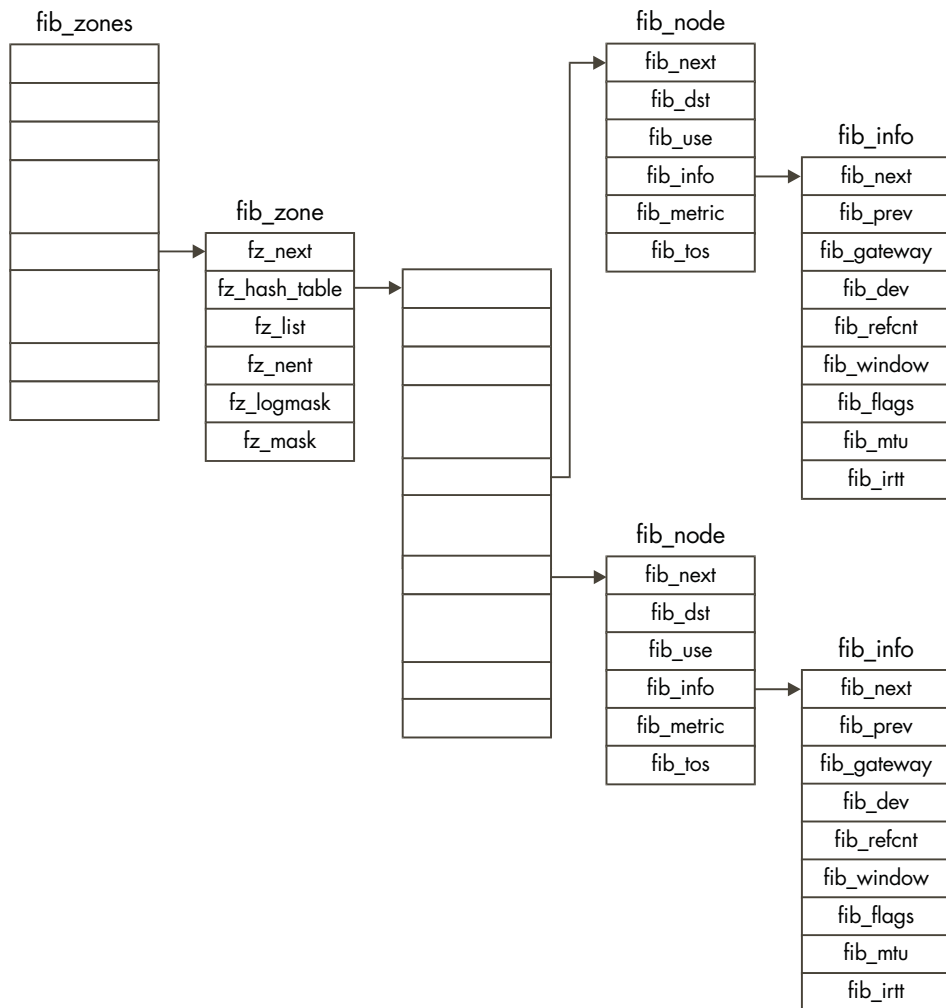 fib_zones
fib_zone
fz_next
fz_hash_table
fz_list
fz_nent
fz_logmask
fz_mask
fib_node
fib_next
fib_dst
fib_use
fib_info
fib_metric
fib_tos
fib_info
fib_next
fib_prev
fib_gateway
fib_dev
fib_refcnt
fib_window
fib_flags
fib_mtu
fib_irtt
fib_node
fib_next
fib_dst
fib_use
fib_info
fib_metric
fib_tos
fib_info
fib_next
fib_prev
fib_gateway
fib_dev
fib_refcnt
fib_window
fib_flags
fib_mtu
fib_irtt